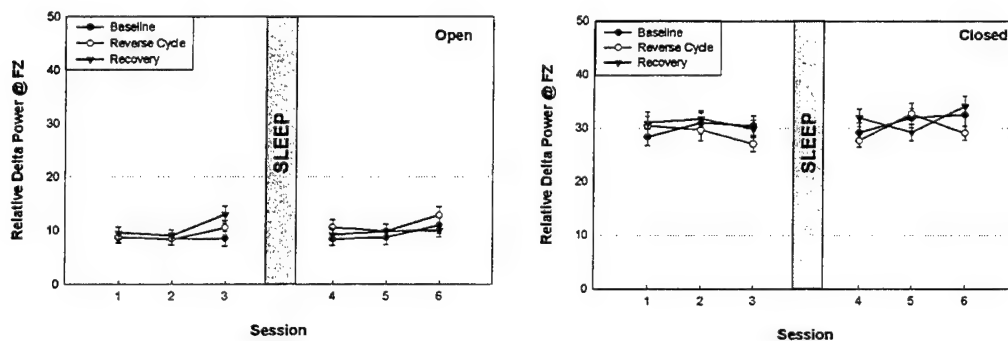 Relative Delta Power @ FZ
50
40
30
20
10
0
Baseline
Reverse Cycle
Recovery
Open
SLEEP
1 2 3 4 5 6
Session
Relative Delta Power @ FZ
50
40
30
20
10
0
Baseline
Reverse Cycle
Recovery
Closed
SLEEP
1 2 3 4 5 6
Session